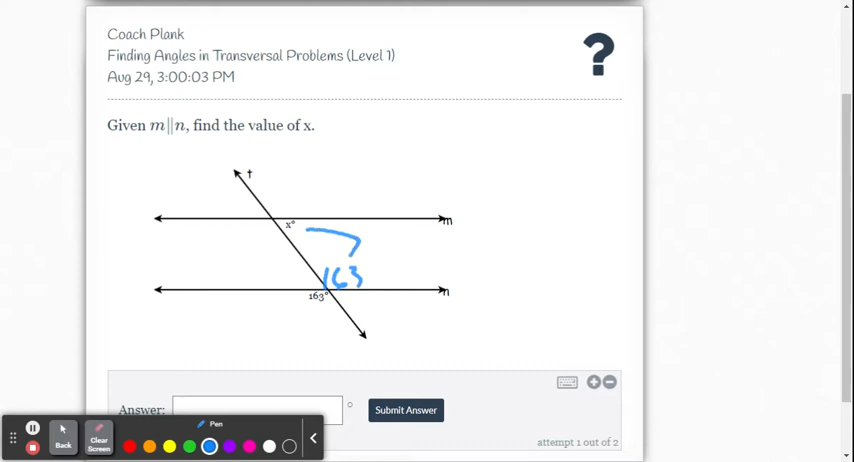 Coach Plank
Finding Angles in Transversal Problems (Level 1)
Aug 29, 3:00:03 PM
?
Given m||n, find the value of x.
t
m
x°
163
n
163°
Answer:
°
Submit Answer
attempt 1 out of 2
Pen
Back
Clear Screen